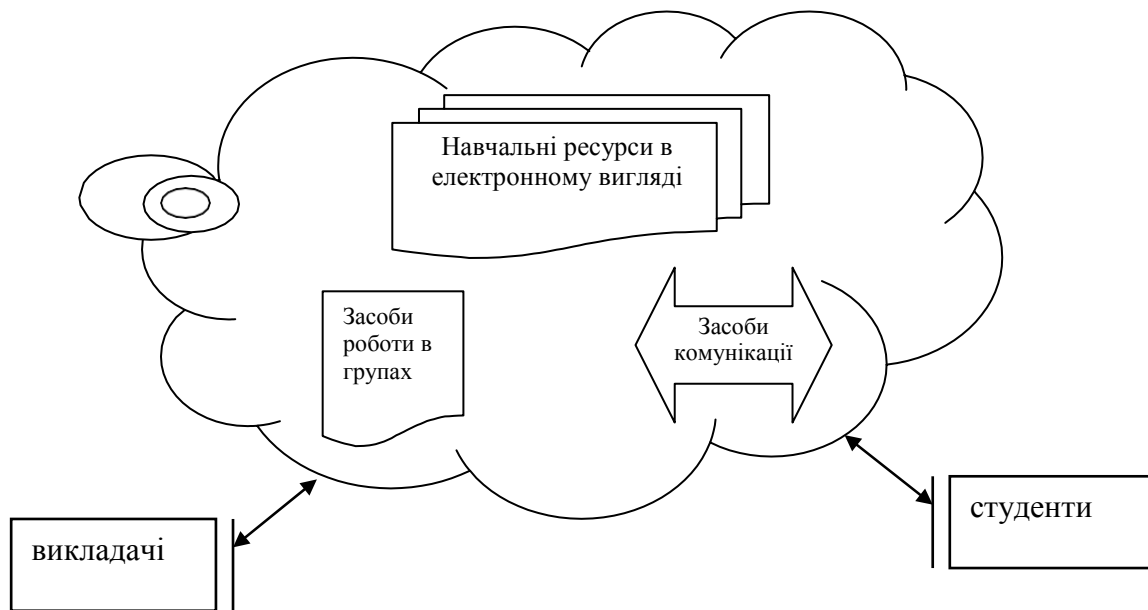 Навчальні ресурси в
електронному вигляді
Засоби
роботи в
групах
Засоби
комунікації
студенти
викладачі